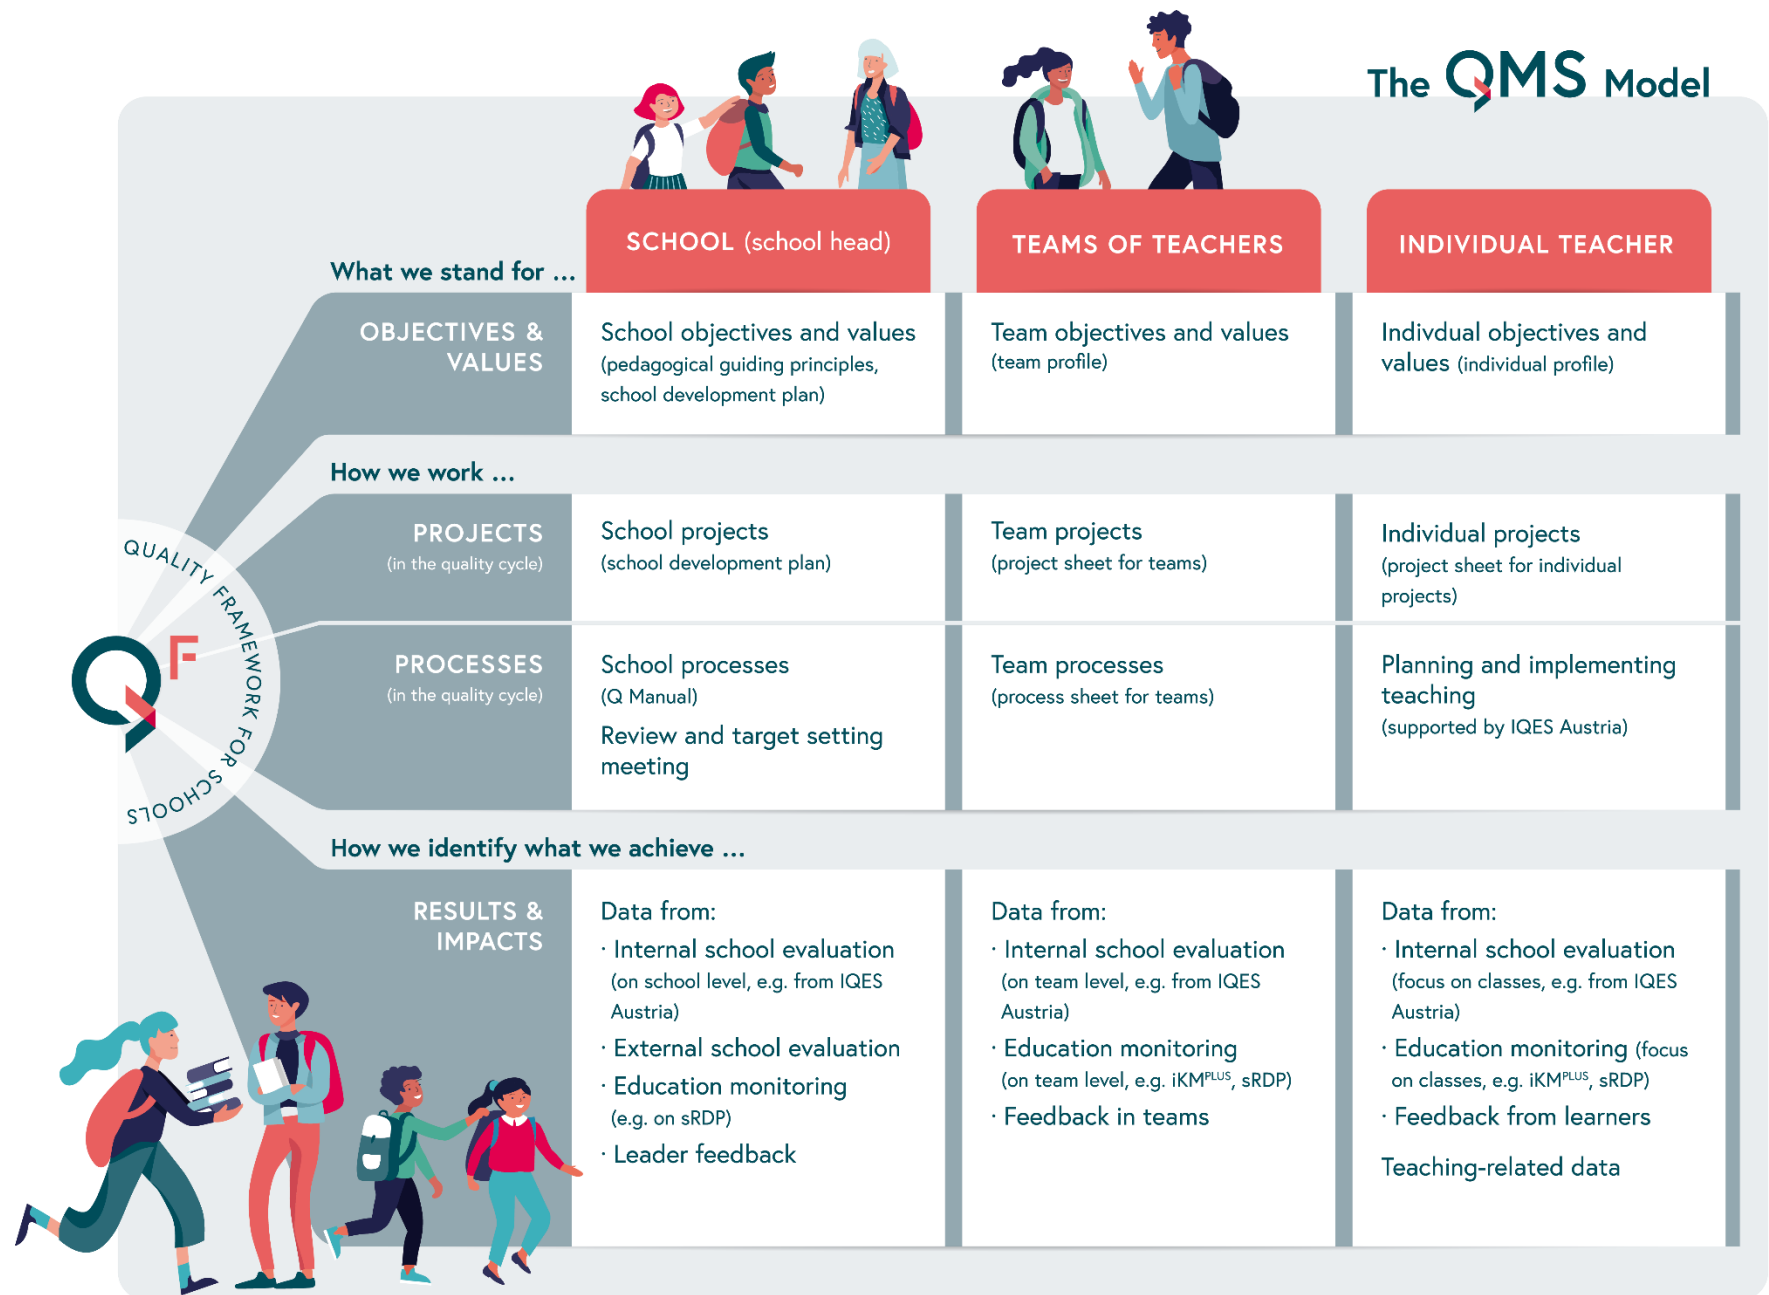 The QMS Model
SCHOOL (school head)
TEAMS OF TEACHERS
INDIVIDUAL TEACHER
What we stand for ...
OBJECTIVES &
VALUES
School objectives and values
(pedagogical guiding principles,
school development plan)
Team objectives and values
(team profile)
Indivdual objectives and
values (individual profile)
How we work ...
PROJECTS
(in the quality cycle)
School projects
(school development plan)
Team projects
(project sheet for teams)
Individual projects
(project sheet for individual
projects)
QUALITY FRAMEWORK FOR SCHOOLS
QF
PROCESSES
(in the quality cycle)
School processes
(Q Manual)
Review and target setting
meeting
Team processes
(process sheet for teams)
Planning and implementing
teaching
(supported by IQES Austria)
How we identify what we achieve ...
RESULTS &
IMPACTS
Data from:
· Internal school evaluation
(on school level, e.g. from IQES
Austria)
· External school evaluation
· Education monitoring
(e.g. on sRDP)
· Leader feedback
Data from:
· Internal school evaluation
(on team level, e.g. from IQES
Austria)
· Education monitoring
(on team level, e.g. iKMPLUS, sRDP)
· Feedback in teams
Data from:
· Internal school evaluation
(focus on classes, e.g. from IQES
Austria)
· Education monitoring (focus
on classes, e.g. iKMPLUS, sRDP)
· Feedback from learners
Teaching-related data